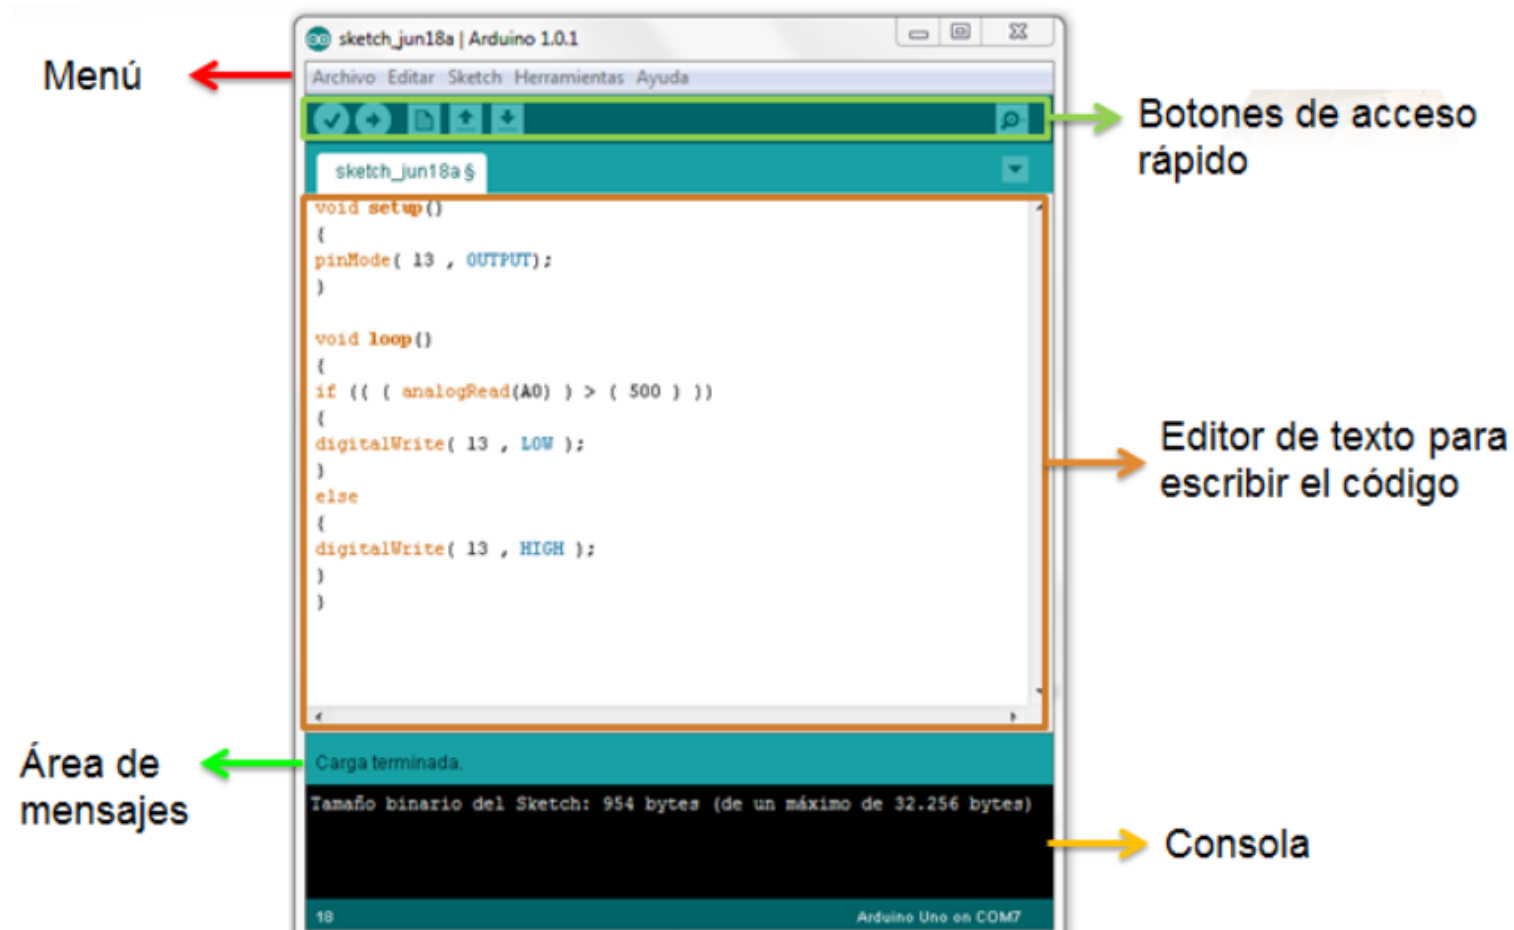 sketch_jun18a | Arduino 1.0.1
Menú
Archivo Editar Sketch Herramientas Ayuda
Botones de acceso
rápido
sketch_jun18a §
void setup()
{
pinMode( 13 , OUTPUT);
}
void loop()
{
if (( ( analogRead(A0) ) > ( 500 ) ))
{
digitalWrite( 13 , LOW );
}
else
{
digitalWrite( 13 , HIGH );
}
}
Editor de texto para
escribir el código
Área de
mensajes
Carga terminada.
Tamaño binario del Sketch: 954 bytes (de un máximo de 32.256 bytes)
Consola
18
Arduino Uno on COM7